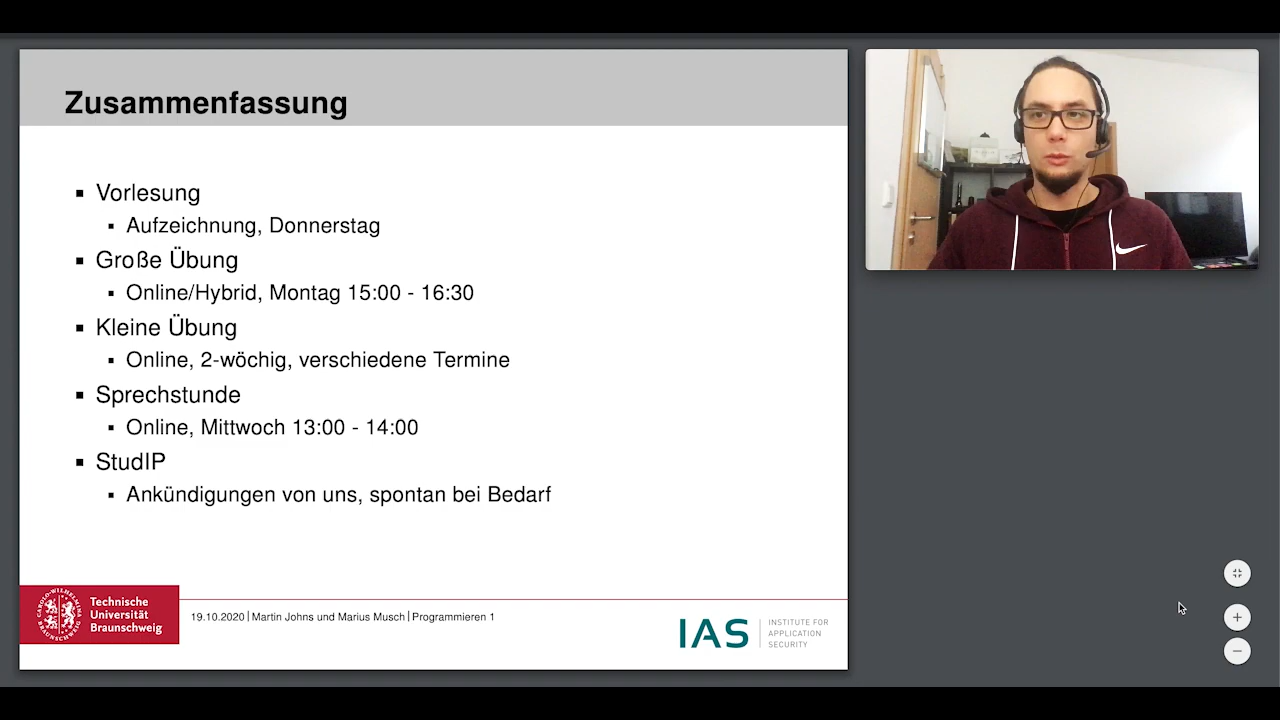 Zusammenfassung
Vorlesung
Aufzeichnung, Donnerstag
Große Übung
Online/Hybrid, Montag 15:00 - 16:30
Kleine Übung
Online, 2-wöchig, verschiedene Termine
Sprechstunde
Online, Mittwoch 13:00 - 14:00
StudIP
Ankündigungen von uns, spontan bei Bedarf
Technische
Universität
Braunschweig
19.10.2020 | Martin Johns und Marius Musch | Programmieren 1
IAS
INSTITUTE FOR
APPLICATION
SECURITY